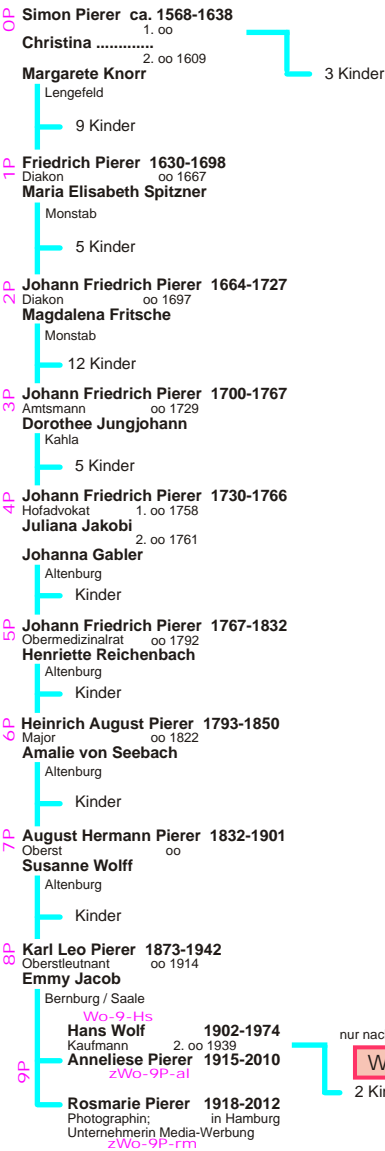 0P
Simon Pierer ca. 1568-1638
1. oo
Christina .............
2. oo 1609
Margarete Knorr
3 Kinder
Lengefeld
9 Kinder
1P
Friedrich Pierer 1630-1698
Diakon oo 1667
Maria Elisabeth Spitzner
Monstab
5 Kinder
2P
Johann Friedrich Pierer 1664-1727
Diakon oo 1697
Magdalena Fritsche
Monstab
12 Kinder
3P
Johann Friedrich Pierer 1700-1767
Amtsmann oo 1729
Dorothee Jungjohann
Kahla
5 Kinder
4P
Johann Friedrich Pierer 1730-1766
Hofadvokat 1. oo 1758
Juliana Jakobi
2. oo 1761
Johanna Gabler
Altenburg
Kinder
5P
Johann Friedrich Pierer 1767-1832
Obermedizinalrat oo 1792
Henriette Reichenbach
Altenburg
Kinder
6P
Heinrich August Pierer 1793-1850
Major oo 1822
Amalie von Seebach
Altenburg
Kinder
7P
August Hermann Pierer 1832-1901
Oberst oo
Susanne Wolff
Altenburg
Kinder
8P
Karl Leo Pierer 1873-1942
Oberstleutnant oo 1914
Emmy Jacob
Bernburg / Saale
Wo-9-Hs
Hans Wolf 1902-1974
Kaufmann 2. oo 1939
nur nac
9P
Anneliese Pierer 1915-2010
W
zWo-9P-al
2 Ki
Rosmarie Pierer 1918-2012
Photographin; in Hamburg
Unternehmerin Media-Werbung
zWo-9P-rm